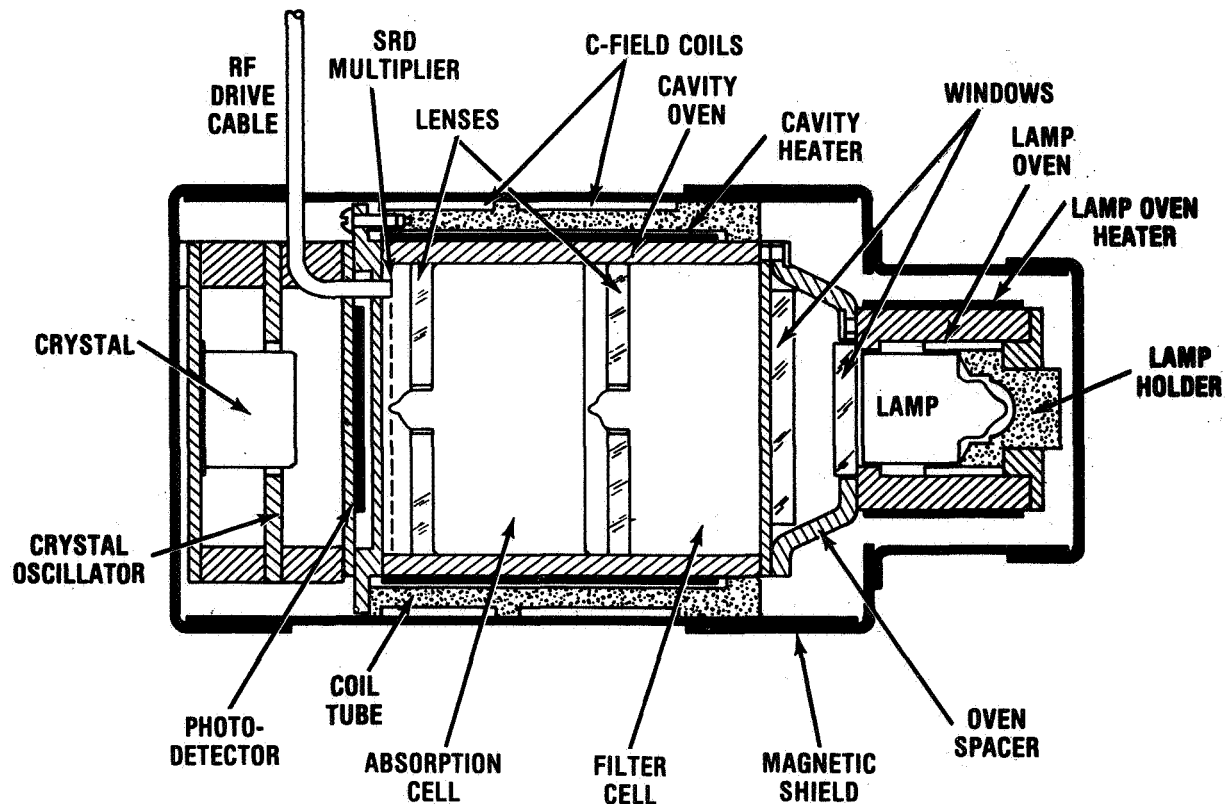 RF
DRIVE
CABLE
SRD
MULTIPLIER
LENSES
C-FIELD COILS
CAVITY
OVEN
CAVITY
HEATER
WINDOWS
LAMP
OVEN
LAMP OVEN
HEATER
CRYSTAL
LAMP
LAMP
HOLDER
CRYSTAL
OSCILLATOR
PHOTO-
DETECTOR
COIL
TUBE
ABSORPTION
CELL
FILTER
CELL
MAGNETIC
SHIELD
OVEN
SPACER